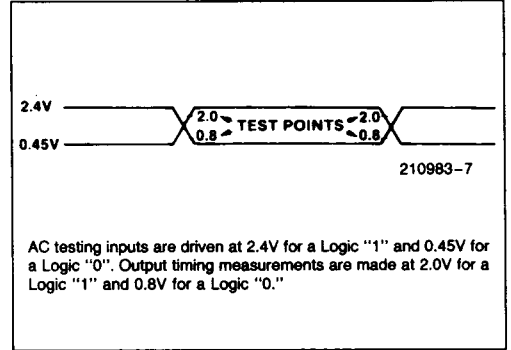 2.4V
2.0 TEST POINTS 2.0
0.8 0.8
0.45V
210983-7
AC testing inputs are driven at 2.4V for a Logic "1" and 0.45V for
a Logic "0". Output timing measurements are made at 2.0V for a
Logic "1" and 0.8V for a Logic "0."